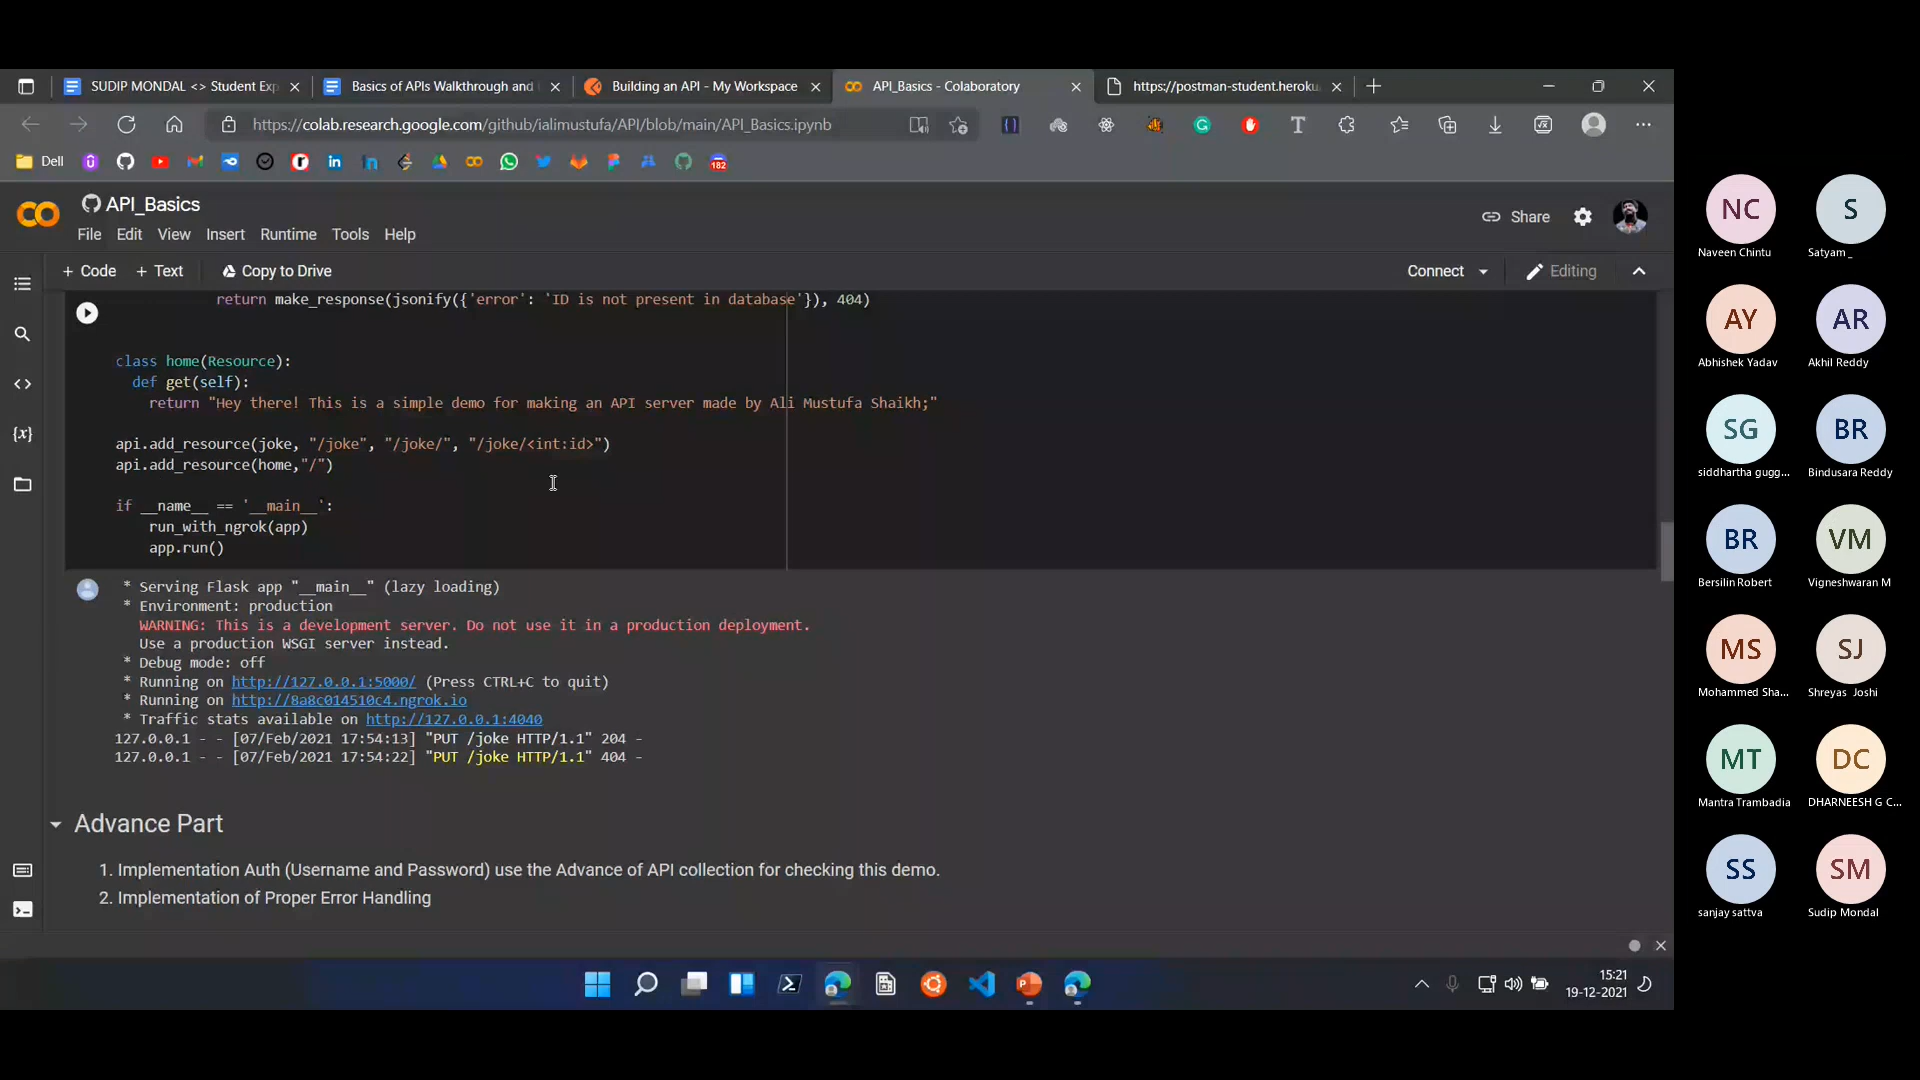 SUDIP MONDAL <> Student Exp
Basics of APIs Walkthrough and
Building an API - My Workspace
API_Basics - Colaboratory
https://postman-student.heroku
https://colab.research.google.com/github/ialimustufa/API/blob/main/API_Basics.ipynb
Dell
182
API_Basics
Share
File Edit View Insert Runtime Tools Help
+ Code + Text Copy to Drive
Connect
Editing
return make_response(jsonify({'error': 'ID is not present in database'}), 404)
class home(Resource):
def get(self):
return "Hey there! This is a simple demo for making an API server made by Ali Mustufa Shaikh;"
api.add_resource(joke, "/joke", "/joke/", "/joke/<int:id>")
api.add_resource(home,"/")
if __name__ == '__main__':
run_with_ngrok(app)
app.run()
* Serving Flask app "__main__" (lazy loading)
* Environment: production
WARNING: This is a development server. Do not use it in a production deployment.
Use a production WSGI server instead.
* Debug mode: off
* Running on http://127.0.0.1:5000/ (Press CTRL+C to quit)
* Running on http://8a8c014510c4.ngrok.io
* Traffic stats available on http://127.0.0.1:4040
127.0.0.1 - - [07/Feb/2021 17:54:13] "PUT /joke HTTP/1.1" 204 -
127.0.0.1 - - [07/Feb/2021 17:54:22] "PUT /joke HTTP/1.1" 404 -
Advance Part
1. Implementation Auth (Username and Password) use the Advance of API collection for checking this demo.
2. Implementation of Proper Error Handling
15:21
19-12-2021
NC S
Naveen Chintu Satyam _
AY AR
Abhishek Yadav Akhil Reddy
SG BR
siddhartha gugg... Bindusara Reddy
BR VM
Bersilin Robert Vigneshwaran M
MS SJ
Mohammed Sha... Shreyas Joshi
MT DC
Mantra Trambadia DHARNEESH G C...
SS SM
sanjay sattva Sudip Mondal